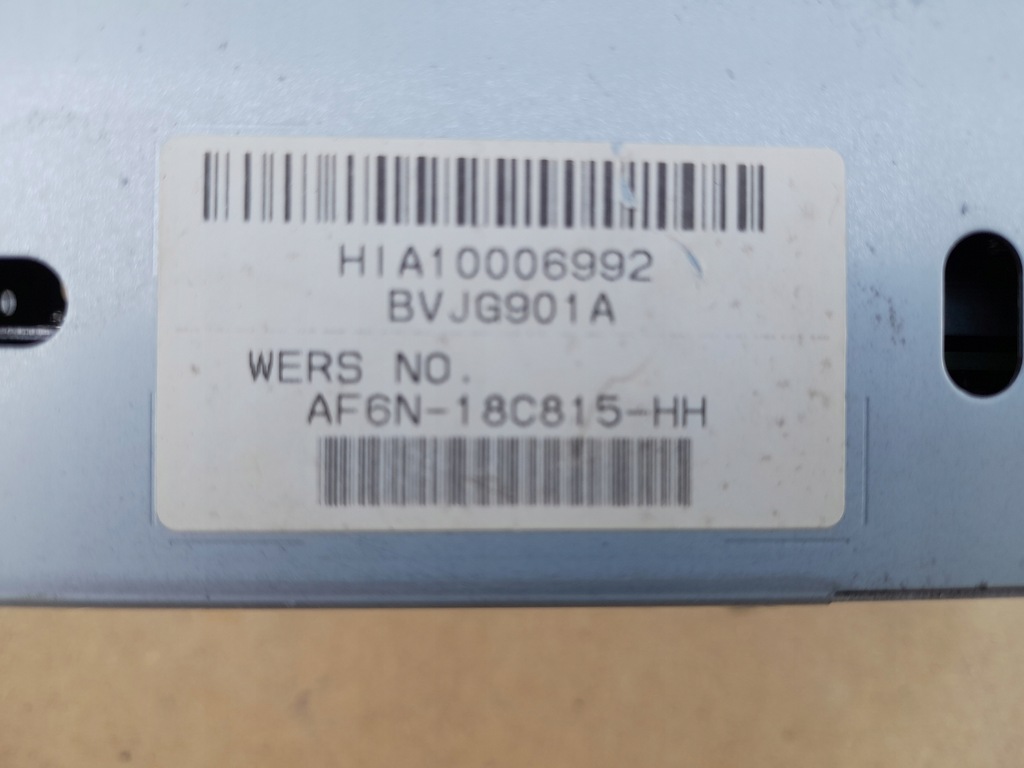 HIA10006992
BVJG901A
WERS NO.
AF6N-18C815-HH